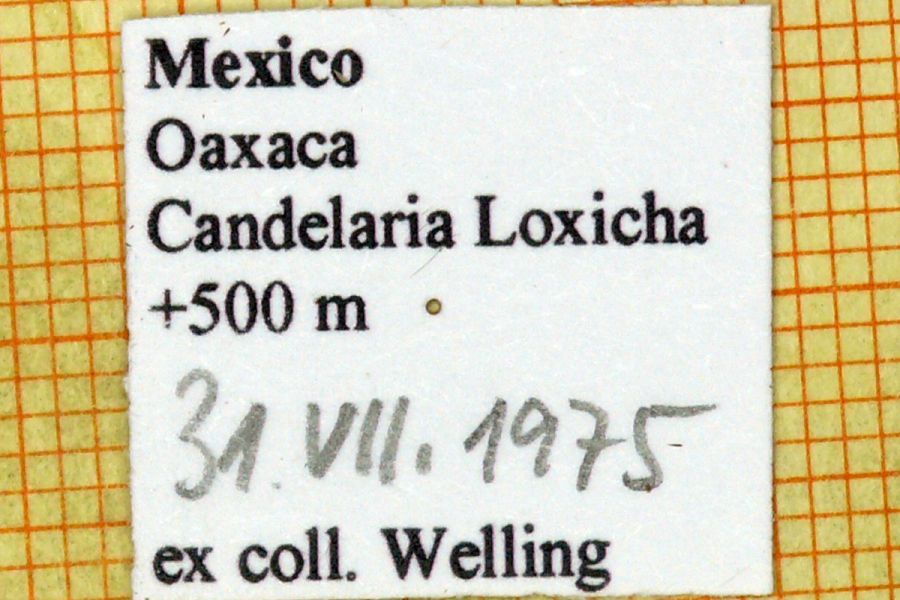 Mexico
Oaxaca
Candelaria Loxicha
+500 m
31. VII. 1975
ex coll. Welling